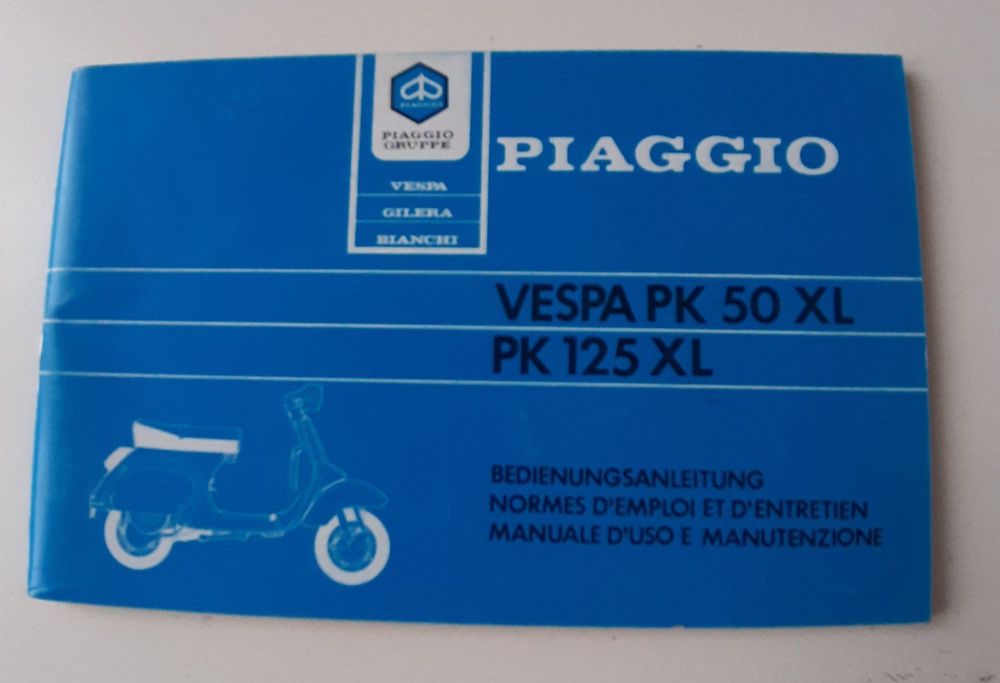 PIAGGIO
PIAGGIO
GRUPPE
VESPA
GILERA
BIANCHI
PIAGGIO
VESPA PK 50 XL
PK 125 XL
BEDIENUNGSANLEITUNG
NORMES D'EMPLOI ET D'ENTRETIEN
MANUALE D'USO E MANUTENZIONE